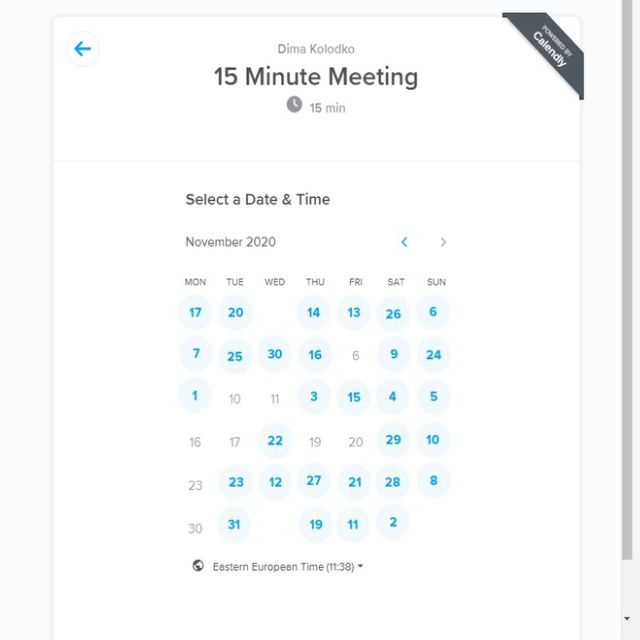 Dima Kolodko
15 Minute Meeting
15 min
POWERED BY
Calendly
Select a Date & Time
November 2020
MON TUE WED THU FRI SAT SUN
17 20 14 13 26 6
7 25 30 16 6 9 24
1 10 11 3 15 4 5
16 17 22 19 20 29 10
23 23 12 27 21 28 8
30 31 19 11 2
Eastern European Time (11:38)